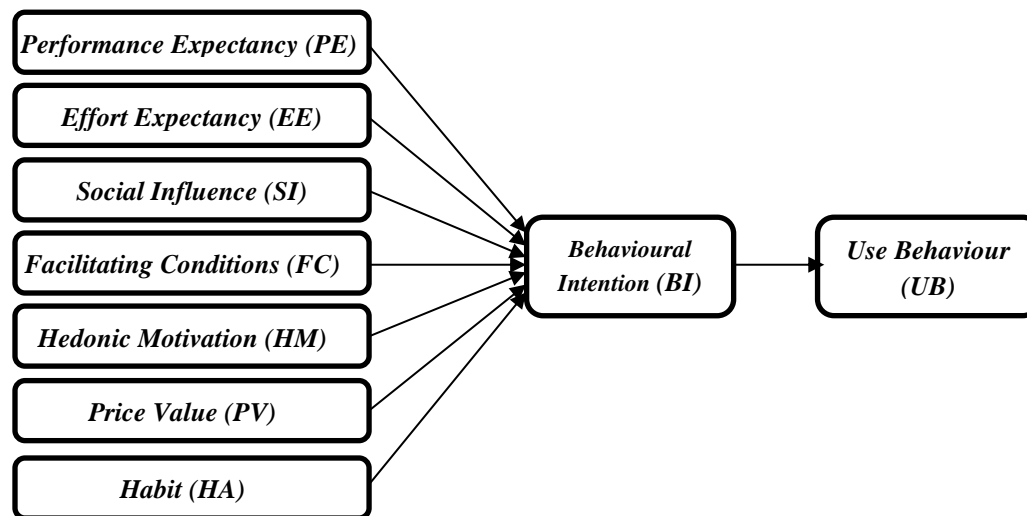 Performance Expectancy (PE)
Effort Expectancy (EE)
Social Influence (SI)
Facilitating Conditions (FC)
Hedonic Motivation (HM)
Price Value (PV)
Habit (HA)
Behavioural
Intention (BI)
Use Behaviour
(UB)